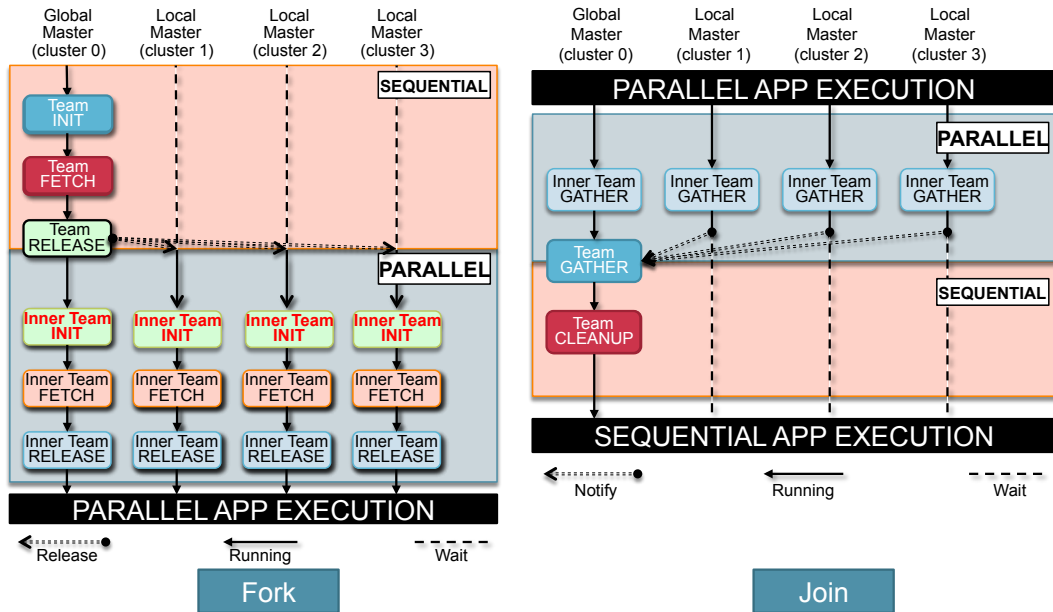 Global
Master
(cluster 0)
Local
Master
(cluster 1)
Local
Master
(cluster 2)
Local
Master
(cluster 3)
SEQUENTIAL
Team
INIT
Team
FETCH
Team
RELEASE
PARALLEL
Inner Team
INIT
Inner Team
INIT
Inner Team
INIT
Inner Team
INIT
Inner Team
FETCH
Inner Team
FETCH
Inner Team
FETCH
Inner Team
FETCH
Inner Team
RELEASE
Inner Team
RELEASE
Inner Team
RELEASE
Inner Team
RELEASE
PARALLEL APP EXECUTION
Release
Running
Wait
Fork
Global
Master
(cluster 0)
Local
Master
(cluster 1)
Local
Master
(cluster 2)
Local
Master
(cluster 3)
PARALLEL APP EXECUTION
PARALLEL
Inner Team
GATHER
Inner Team
GATHER
Inner Team
GATHER
Inner Team
GATHER
Team
GATHER
SEQUENTIAL
Team
CLEANUP
SEQUENTIAL APP EXECUTION
Notify
Running
Wait
Join